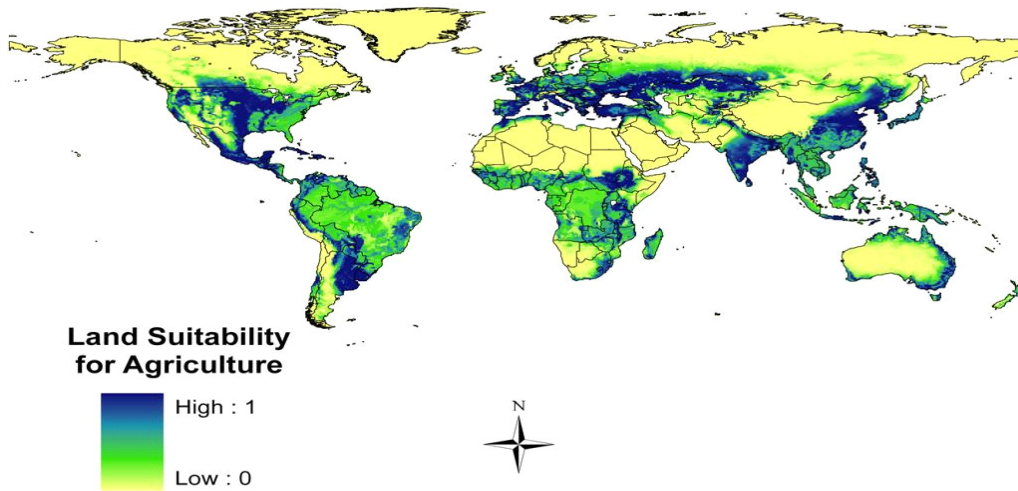 Land Suitability
for Agriculture
High : 1
Low : 0
N